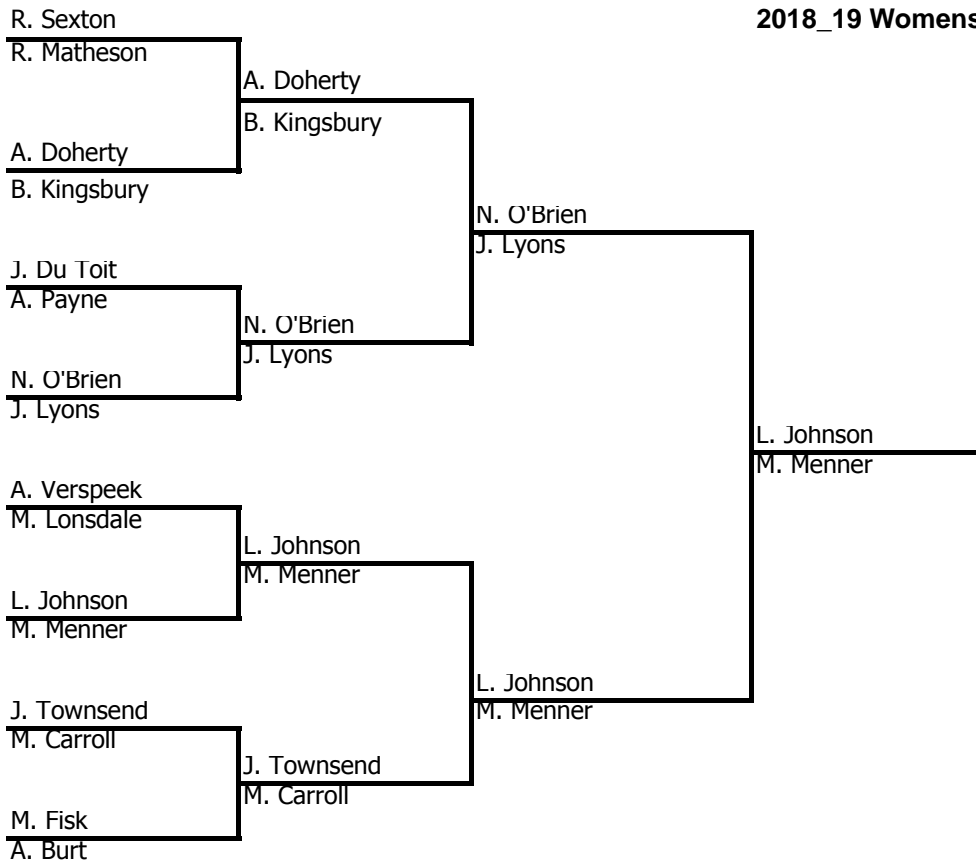 R. Sexton
2018_19 Womens
R. Matheson
A. Doherty
B. Kingsbury
A. Doherty
B. Kingsbury
N. O'Brien
J. Lyons
J. Du Toit
A. Payne
N. O'Brien
J. Lyons
N. O'Brien
J. Lyons
L. Johnson
M. Menner
A. Verspeek
M. Lonsdale
L. Johnson
M. Menner
L. Johnson
M. Menner
L. Johnson
M. Menner
J. Townsend
M. Carroll
J. Townsend
M. Carroll
M. Fisk
A. Burt